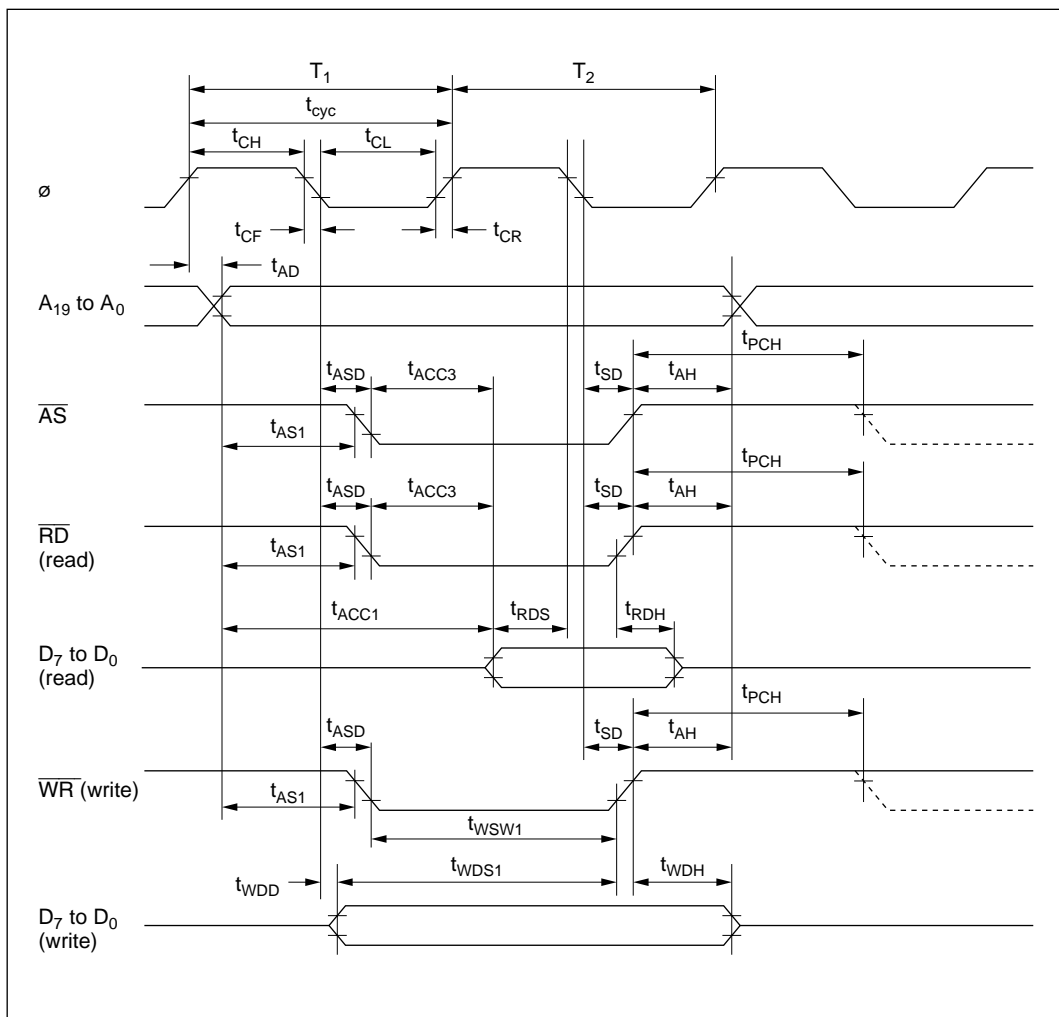 T1 T2
tcyc
tCH tCL
ø
tCF tCR
tAD
A19 to A0
tPCH
tASD tACC3 tSD tAH
AS
tAS1
tPCH
tASD tACC3 tSD tAH
RD
(read)
tAS1
tACC1 tRDS tRDH
D7 to D0
(read)
tPCH
tASD tSD tAH
WR (write)
tAS1
tWSW1
tWDD tWDS1 tWDH
D7 to D0
(write)